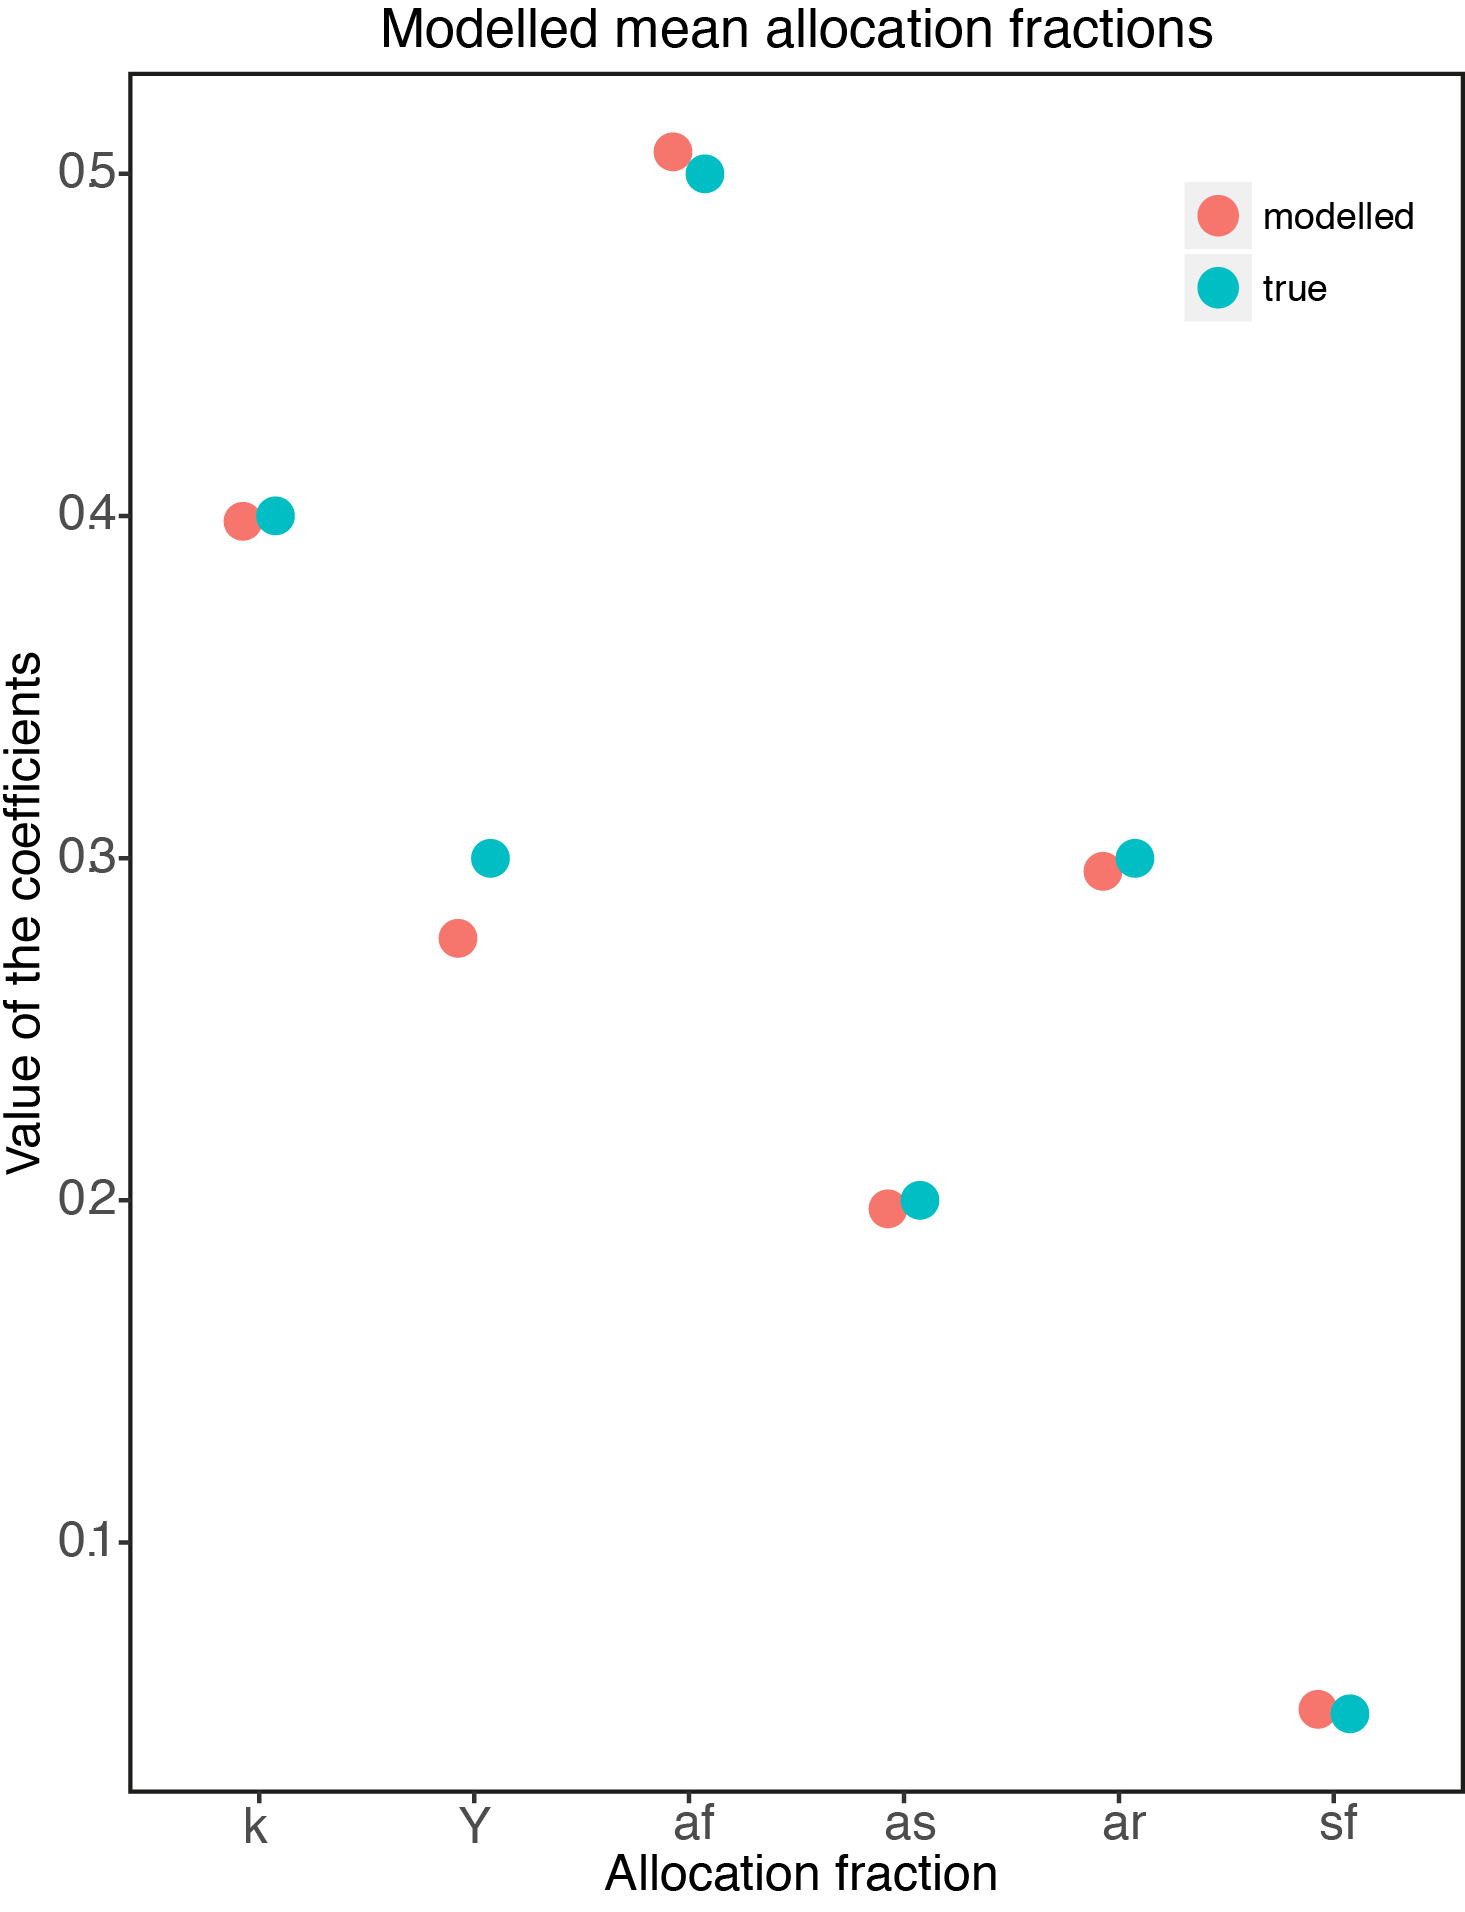 Modelled mean allocation fractions
0.5
modelled
true
0.4
Value of the coefficients
0.3
0.2
0.1
k Y af as ar sf
Allocation fraction